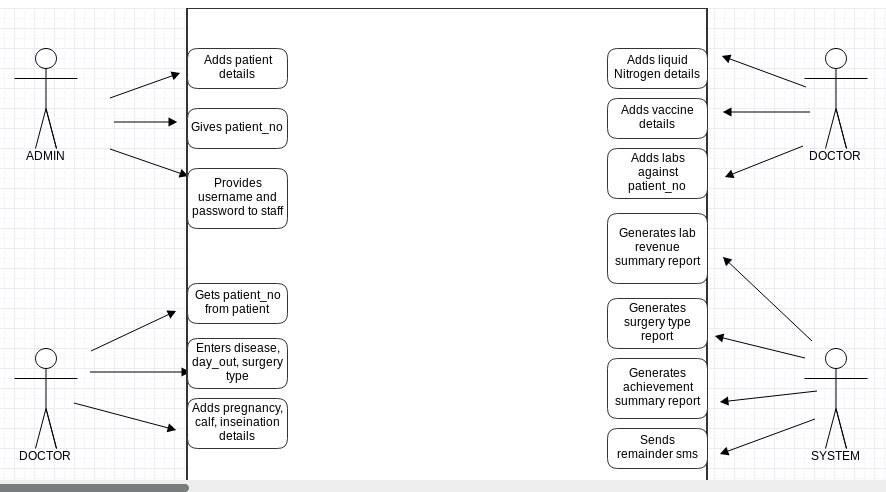 Adds patient
details
ADMIN
Gives patient_no
Provides
username and
password to staff
Gets patient_no
from patient
Enters disease,
day_out, surgery
type
Adds pregnancy,
calf, inseination
details
DOCTOR
Adds liquid
Nitrogen details
Adds vaccine
details
DOCTOR
Adds labs
against
patient_no
Generates lab
revenue
summary report
Generates
surgery type
report
Generates
achievement
summary report
Sends
remainder sms
SYSTEM